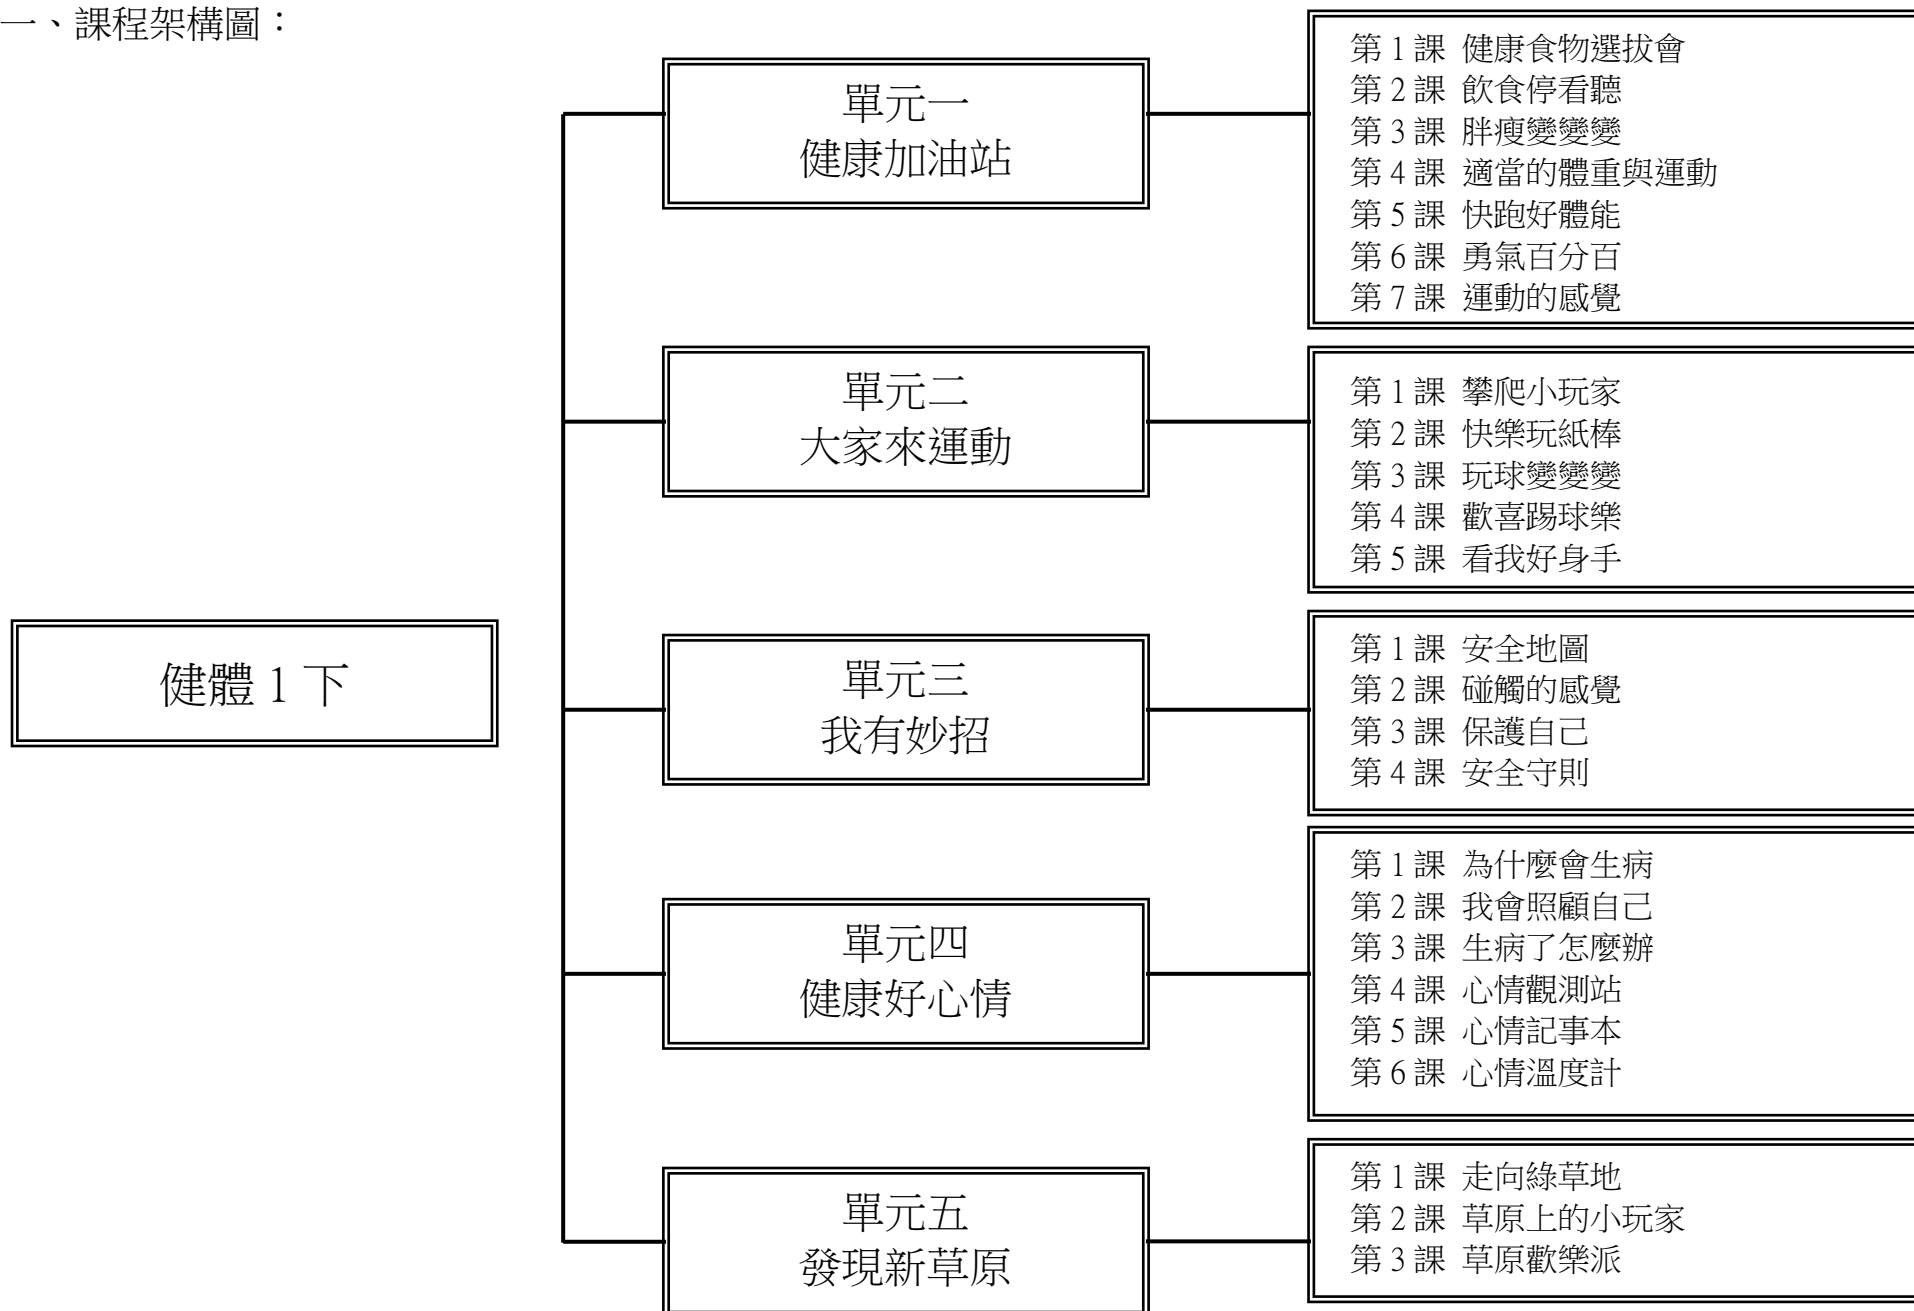 一、課程架構圖：
健體 1 下
單元一
健康加油站
第 1 課 健康食物選拔會
第 2 課 飲食停看聽
第 3 課 胖瘦變變變
第 4 課 適當的體重與運動
第 5 課 快跑好體能
第 6 課 勇氣百分百
第 7 課 運動的感覺
單元二
大家來運動
第 1 課 攀爬小玩家
第 2 課 快樂玩紙棒
第 3 課 玩球變變變
第 4 課 歡喜踢球樂
第 5 課 看我好身手
單元三
我有妙招
第 1 課 安全地圖
第 2 課 碰觸的感覺
第 3 課 保護自己
第 4 課 安全守則
單元四
健康好心情
第 1 課 為什麼會生病
第 2 課 我會照顧自己
第 3 課 生病了怎麼辦
第 4 課 心情觀測站
第 5 課 心情記事本
第 6 課 心情溫度計
單元五
發現新草原
第 1 課 走向綠草地
第 2 課 草原上的小玩家
第 3 課 草原歡樂派